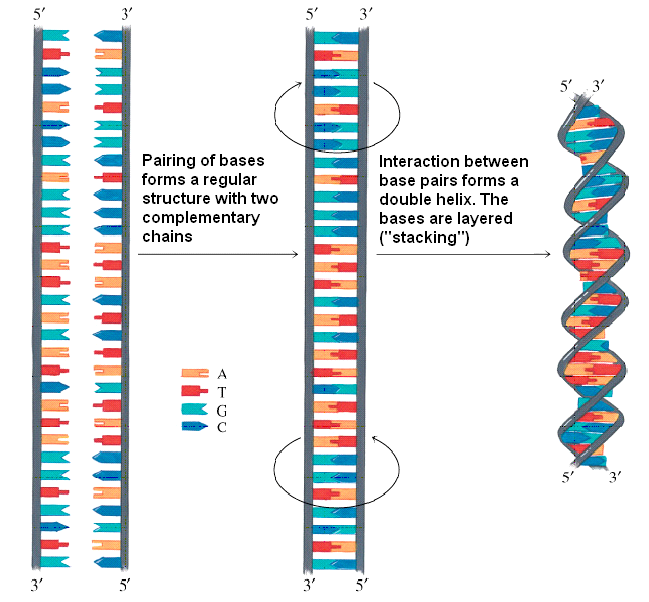 5′ 3′
5′ 3′
5′ 3′
Pairing of bases
forms a regular
structure with two
complementary
chains
Interaction between
base pairs forms a
double helix. The
bases are layered
("stacking")
A
T
G
C
5′ 3′
3′ 5′
3′ 5′